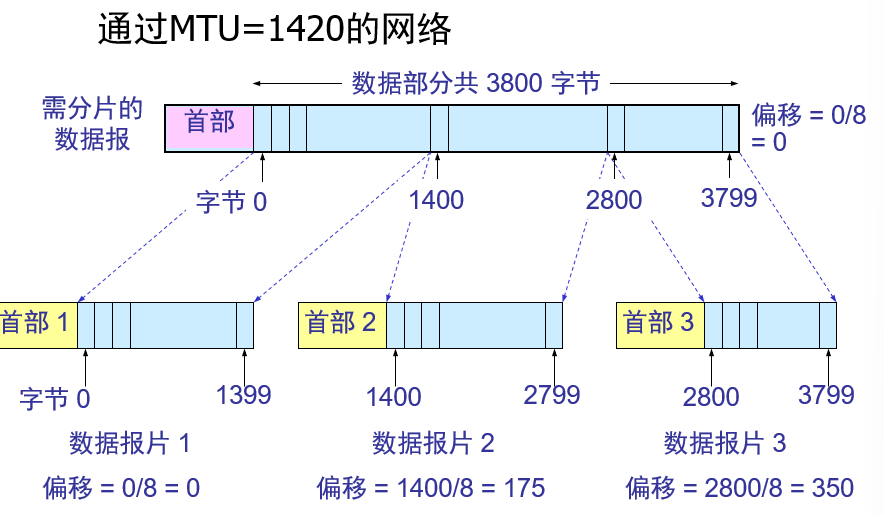 通过MTU=1420的网络
数据部分共 3800 字节
需分片的
数据报
首部
偏移 = 0/8
= 0
字节 0
1400
2800
3799
首部 1
首部 2
首部 3
字节 0
1399
1400
2799
2800
3799
数据报片 1
数据报片 2
数据报片 3
偏移 = 0/8 = 0
偏移 = 1400/8 = 175
偏移 = 2800/8 = 350